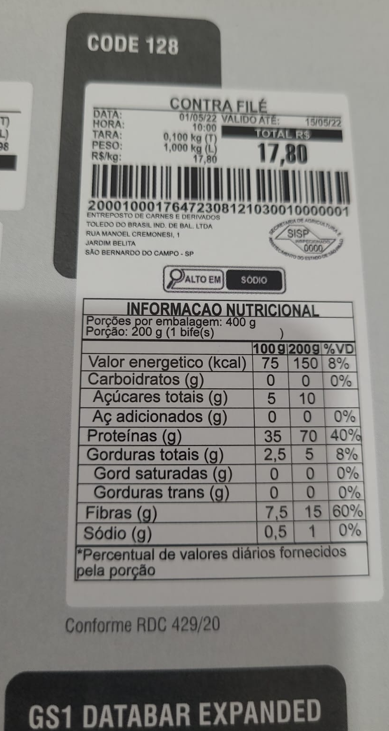 CODE 128
T)
L)
98
CONTRA FILÉ
DATA: 01/05/22 VALIDO ATÉ: 15/05/22
HORA: 10:00
TARA: 0,100 kg (T) TOTAL R$
PESO: 1,000 kg (L) 17,80
R$/kg: 17,80
2000100017647230812103001000000​1
ENTREPOSTO DE CARNES E DERIVADOS
TOLEDO DO BRASIL IND. DE BAL. LTDA
RUA MANOEL CREMONESI, 1
JARDIM BELITA
SÃO BERNARDO DO CAMPO - SP
SISP
0000
ALTO EM SÓDIO
INFORMACAO NUTRICIONAL
Porções por embalagem: 400 g
Porção: 200 g (1 bife(s) )
100 g 200 g %VD
Valor energetico (kcal) 75 150 8%
Carboidratos (g) 0 0 0%
Açúcares totais (g) 5 10
Aç adicionados (g) 0 0 0%
Proteínas (g) 35 70 40%
Gorduras totais (g) 2,5 5 8%
Gord saturadas (g) 0 0 0%
Gorduras trans (g) 0 0 0%
Fibras (g) 7,5 15 60%
Sódio (g) 0,5 1 0%
*Percentual de valores diários fornecidos
pela porção
Conforme RDC 429/20
GS1 DATABAR EXPANDED